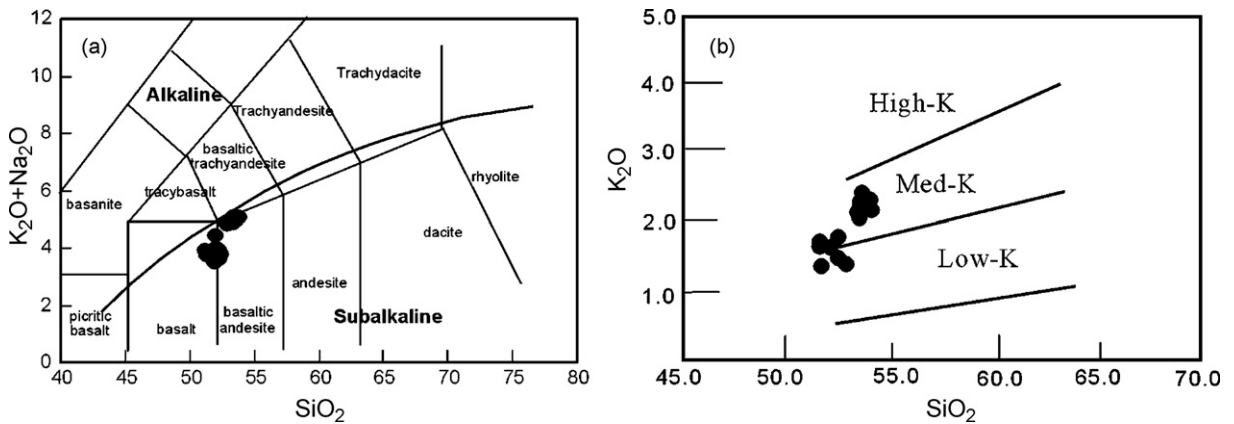 (a)
12
10
8
6
4
2
0
K2O+Na2O
Alkaline
Trachydacite
Trachyandesite
basaltic
trachyandesite
tracybasalt
basanite
rhyolite
dacite
andesite
Subalkaline
picritic
basalt
basalt
basaltic
andesite
40 45 50 55 60 65 70 75 80
SiO2
(b)
5.0
4.0
3.0
2.0
1.0
K2O
High-K
Med-K
Low-K
45.0 50.0 55.0 60.0 65.0 70.0
SiO2